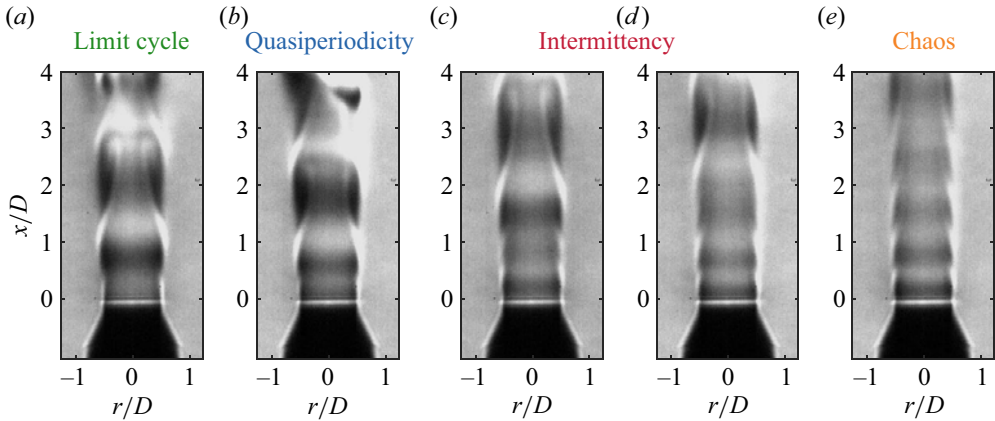 (a) (b) (c) (d) (e)
Limit cycle Quasiperiodicity Intermittency Chaos
4 4 4 4 4
3 3 3 3 3
x/D 2 2 2 2 2
1 1 1 1 1
0 0 0 0 0
−1 0 1 −1 0 1 −1 0 1 −1 0 1 −1 0 1
r/D r/D r/D r/D r/D